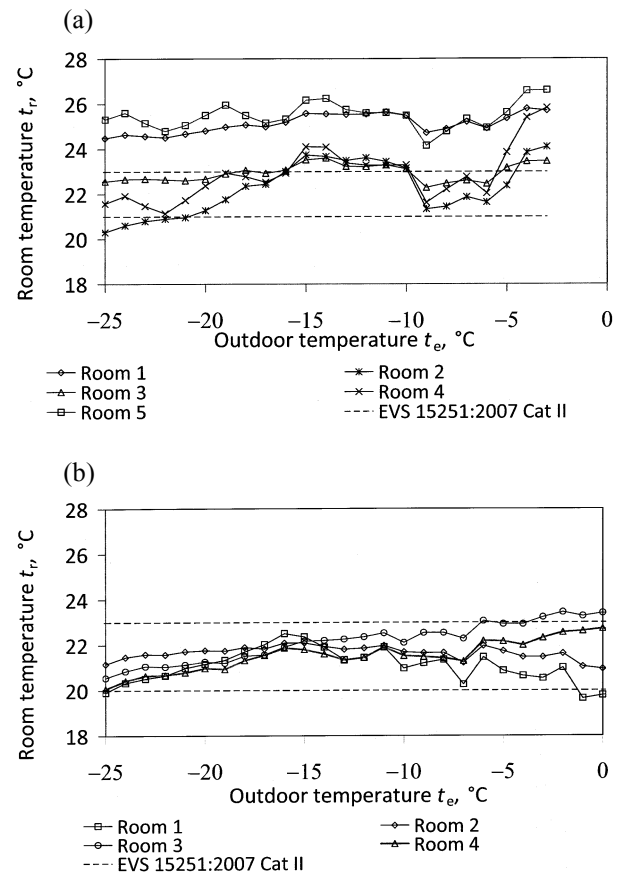 (a)
Room temperature tr, °C
28
26
24
22
20
18
−25 −20 −15 −10 −5 0
Outdoor temperature te, °C
Room 1 Room 2
Room 3 Room 4
Room 5 EVS 15251:2007 Cat II
(b)
Room temperature tr, °C
28
26
24
22
20
18
−25 −20 −15 −10 −5 0
Outdoor temperature te, °C
Room 1 Room 2
Room 3 Room 4
EVS 15251:2007 Cat II